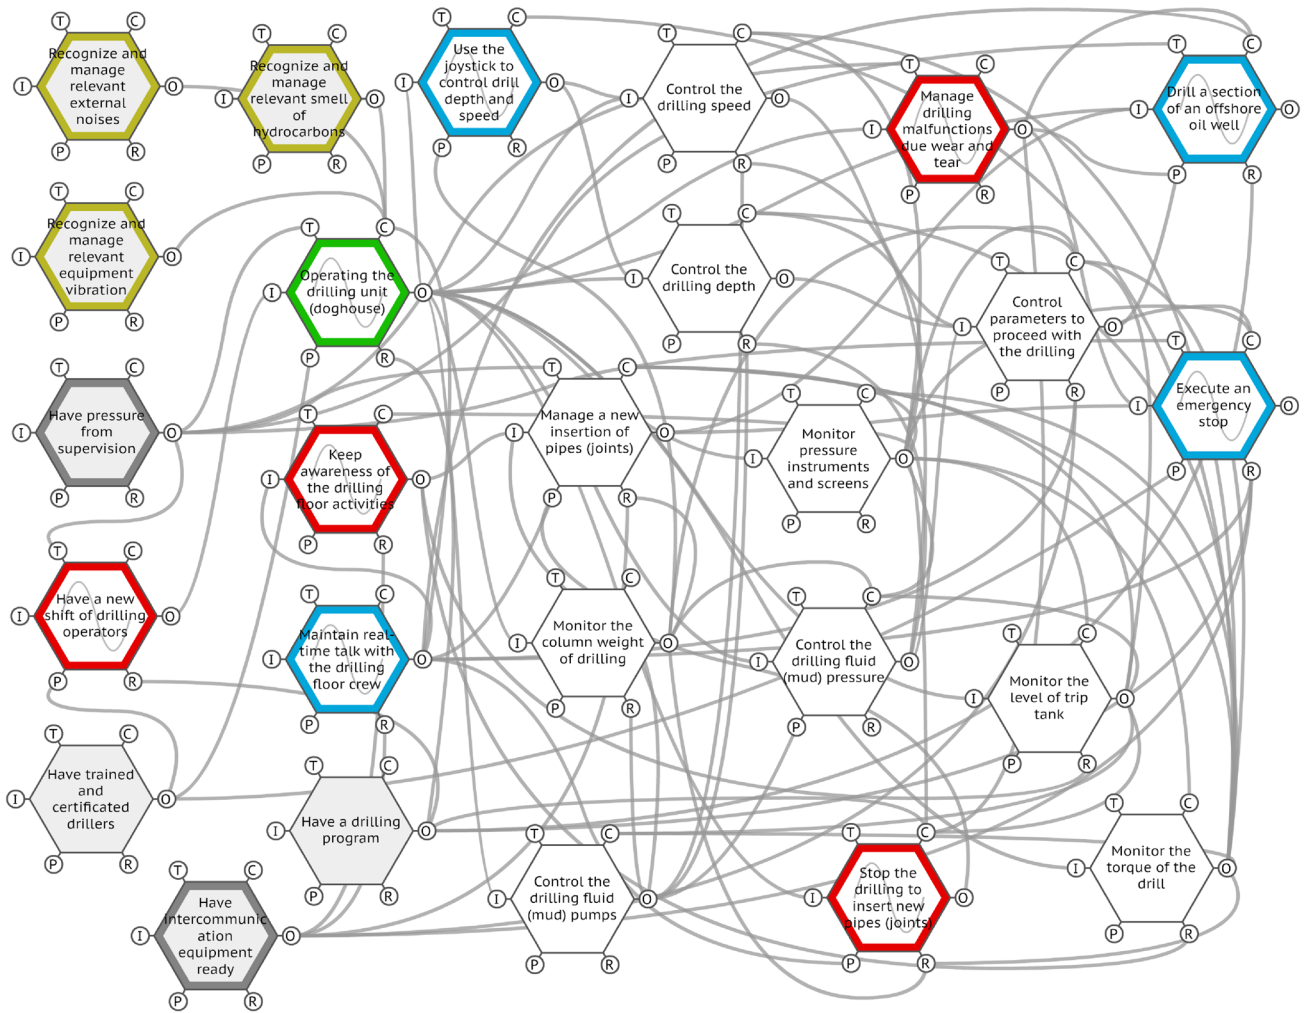 T C
Recognize and
manage
relevant
external
noises
I O
P R
T C
Recognize and
manage
relevant smell
of
hydrocarbons
I O
P R
T C
Use the
joystick to
control drill
depth and
speed
I O
P R
T C
Control the
drilling speed
I O
P R
T C
Manage
drilling
malfunctions
due wear and
tear
I O
P R
T C
Drill a section
of an offshore
oil well
I O
P R
T C
Recognize and
manage
relevant
equipment
vibration
I O
P R
T C
Operating the
drilling unit
(doghouse)
I O
P R
T C
Control the
drilling depth
I O
P R
T C
Control
parameters to
proceed with
the drilling
I O
P R
T C
Have pressure
from
supervision
I O
P R
T C
Keep
awareness of
the drilling
floor activities
I O
P R
T C
Manage a new
insertion of
pipes (joints)
I O
P R
T C
Monitor
pressure
instruments
and screens
I O
P R
T C
Execute an
emergency
stop
I O
P R
T C
Have a new
shift of drilling
operators
I O
P R
T C
Maintain real-
time talk with
the drilling
floor crew
I O
P R
T C
Monitor the
column weight
of drilling
I O
P R
T C
Control the
drilling fluid
(mud) pressure
I O
P R
T C
Monitor the
level of trip
tank
I O
P R
T C
Have trained
and
certificated
drillers
I O
P R
T C
Have a drilling
program
I O
P R
T C
Control the
drilling fluid
(mud) pumps
I O
P R
T C
Stop the
drilling to
insert new
pipes (joints)
I O
P R
T C
Monitor the
torque of the
drill
I O
P R
T C
Have
intercommunic
ation
equipment
ready
I O
P R